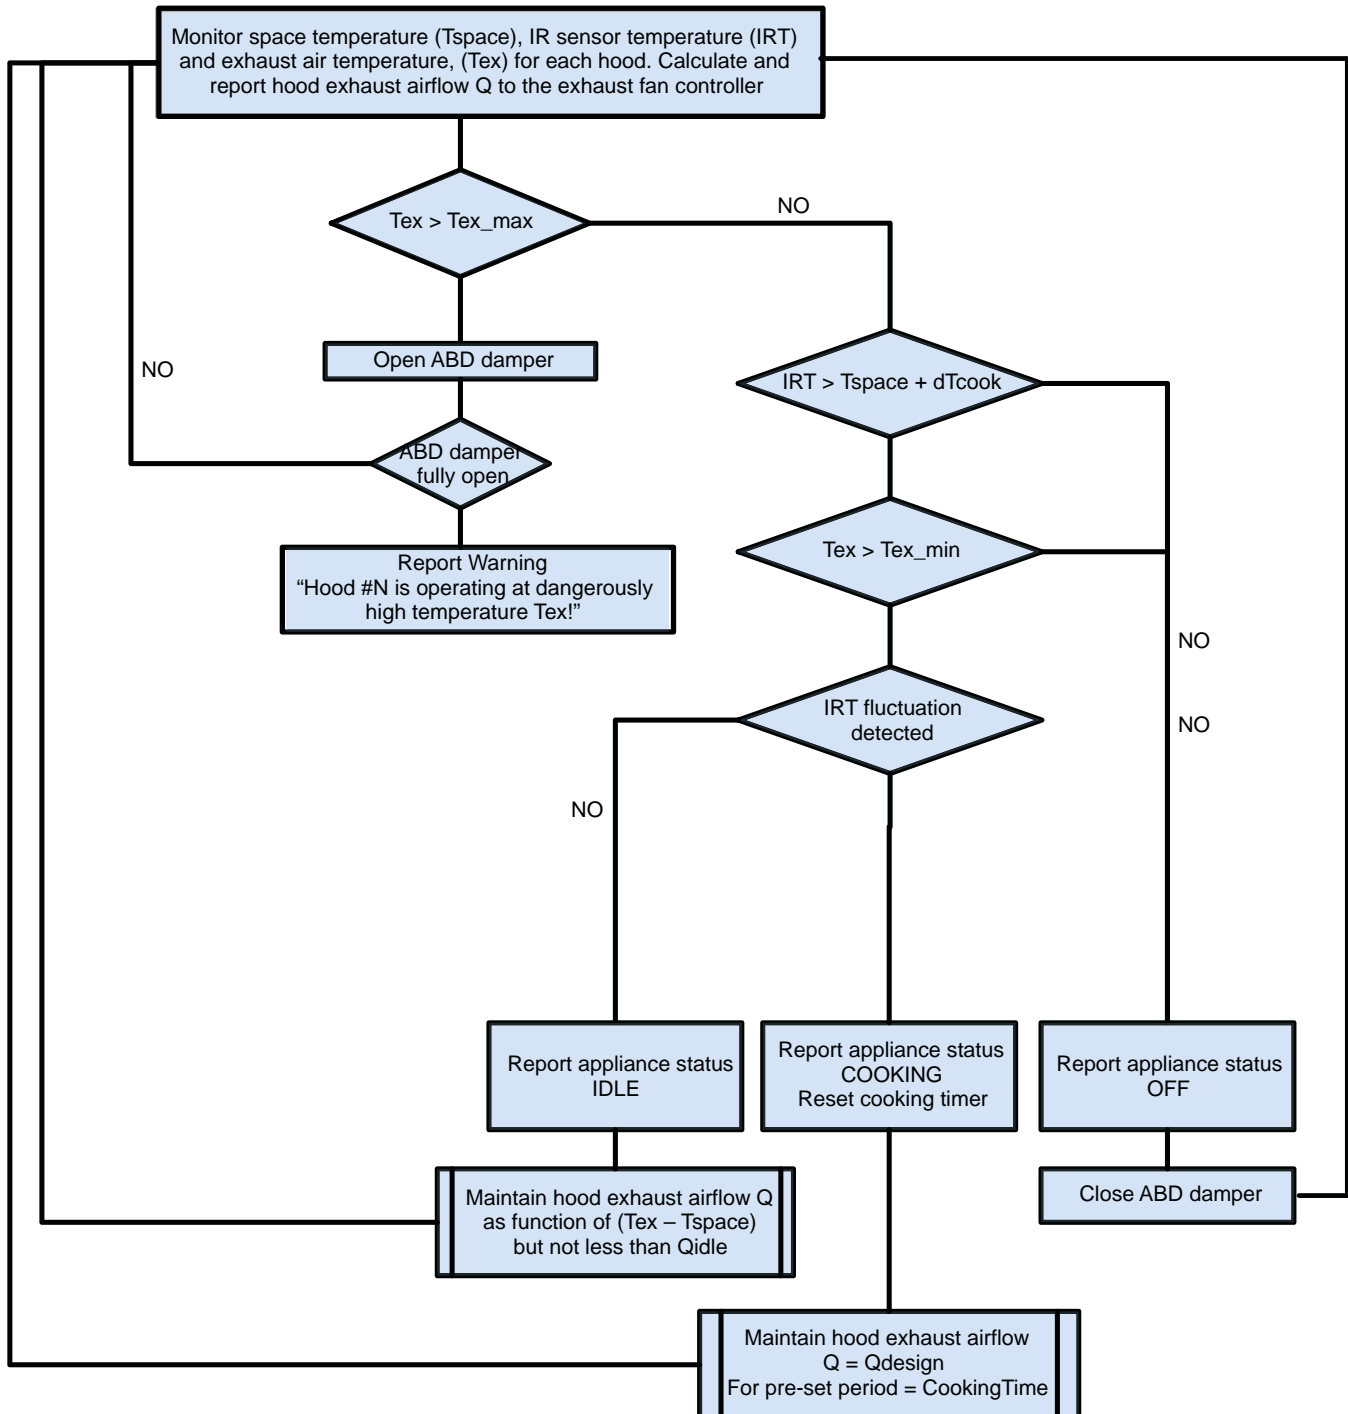 Monitor space temperature (Tspace), IR sensor temperature (IRT)
and exhaust air temperature, (Tex) for each hood. Calculate and
report hood exhaust airflow Q to the exhaust fan controller
Tex > Tex_max
NO
Open ABD damper
NO
IRT > Tspace + dTcook
ABD damper
fully open
Tex > Tex_min
Report Warning
“Hood #N is operating at dangerously
high temperature Tex!”
NO
IRT fluctuation
detected
NO
NO
Report appliance status
IDLE
Report appliance status
COOKING
Reset cooking timer
Report appliance status
OFF
Maintain hood exhaust airflow Q
as function of (Tex – Tspace)
but not less than Qidle
Close ABD damper
Maintain hood exhaust airflow
Q = Qdesign
For pre-set period = CookingTime